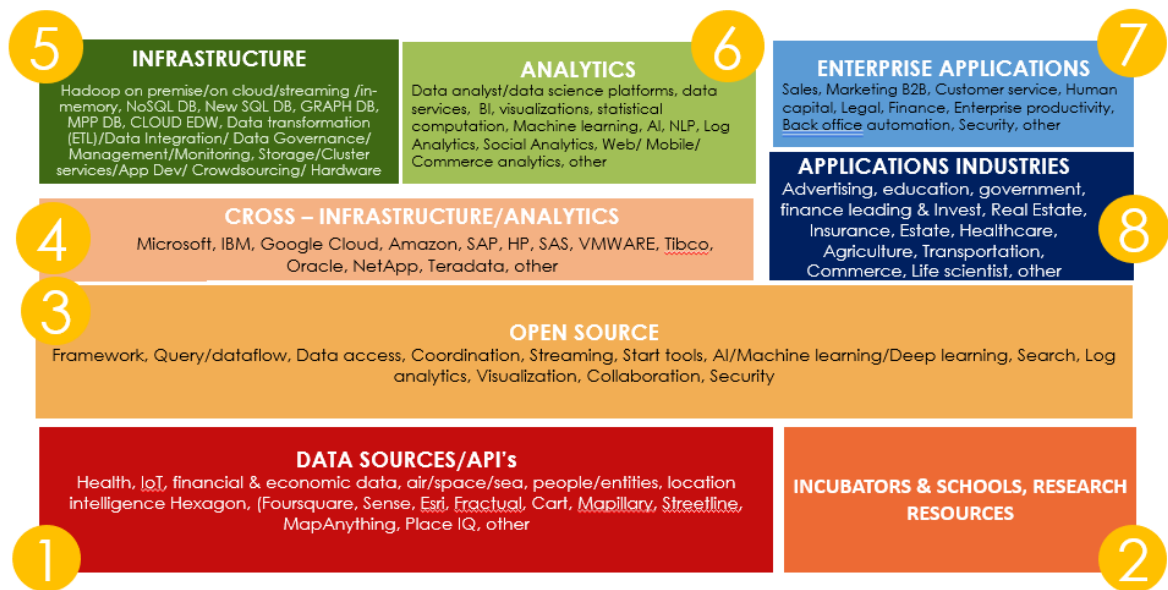 5
INFRASTRUCTURE
Hadoop on premise/on cloud/streaming /in-
memory, NoSQL DB, New SQL DB, GRAPH DB,
MPP DB, CLOUD EDW, Data transformation
(ETL)/Data Integration/ Data Governance/
Management/Monitoring, Storage/Cluster
services/App Dev/ Crowdsourcing/ Hardware
6
ANALYTICS
Data analyst/data science platforms, data
services, BI, visualizations, statistical
computation, Machine learning, AI, NLP, Log
Analytics, Social Analytics, Web/ Mobile/
Commerce analytics, other
7
ENTERPRISE APPLICATIONS
Sales, Marketing B2B, Customer service, Human
capital, Legal, Finance, Enterprise productivity,
Back office automation, Security, other
APPLICATIONS INDUSTRIES
Advertising, education, government,
finance leading & Invest, Real Estate,
Insurance, Estate, Healthcare,
Agriculture, Transportation,
Commerce, Life scientist, other
8
4
CROSS – INFRASTRUCTURE/ANALYTICS
Microsoft, IBM, Google Cloud, Amazon, SAP, HP, SAS, VMWARE, Tibco,
Oracle, NetApp, Teradata, other
3
OPEN SOURCE
Framework, Query/dataflow, Data access, Coordination, Streaming, Start tools, AI/Machine learning/Deep learning, Search, Log
analytics, Visualization, Collaboration, Security
DATA SOURCES/API's
Health, IoT, financial & economic data, air/space/sea, people/entities, location
intelligence Hexagon, (Foursquare, Sense, Esri, Fractual, Cart, Mapillary, Streetline,
MapAnything, Place IQ, other
1
INCUBATORS & SCHOOLS, RESEARCH
RESOURCES
2